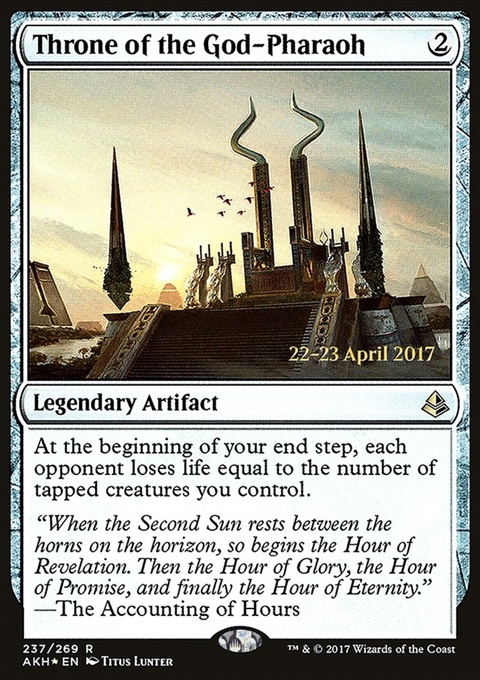 Throne of the God-Pharaoh 2
22–23 April 2017
Legendary Artifact
At the beginning of your end step, each
opponent loses life equal to the number of
tapped creatures you control.
“When the Second Sun rests between the
horns on the horizon, so begins the Hour of
Revelation. Then the Hour of Glory, the Hour
of Promise, and finally the Hour of Eternity.”
—The Accounting of Hours
237/269 R
AKH★EN Titus Lunter
™ & © 2017 Wizards of the Coast